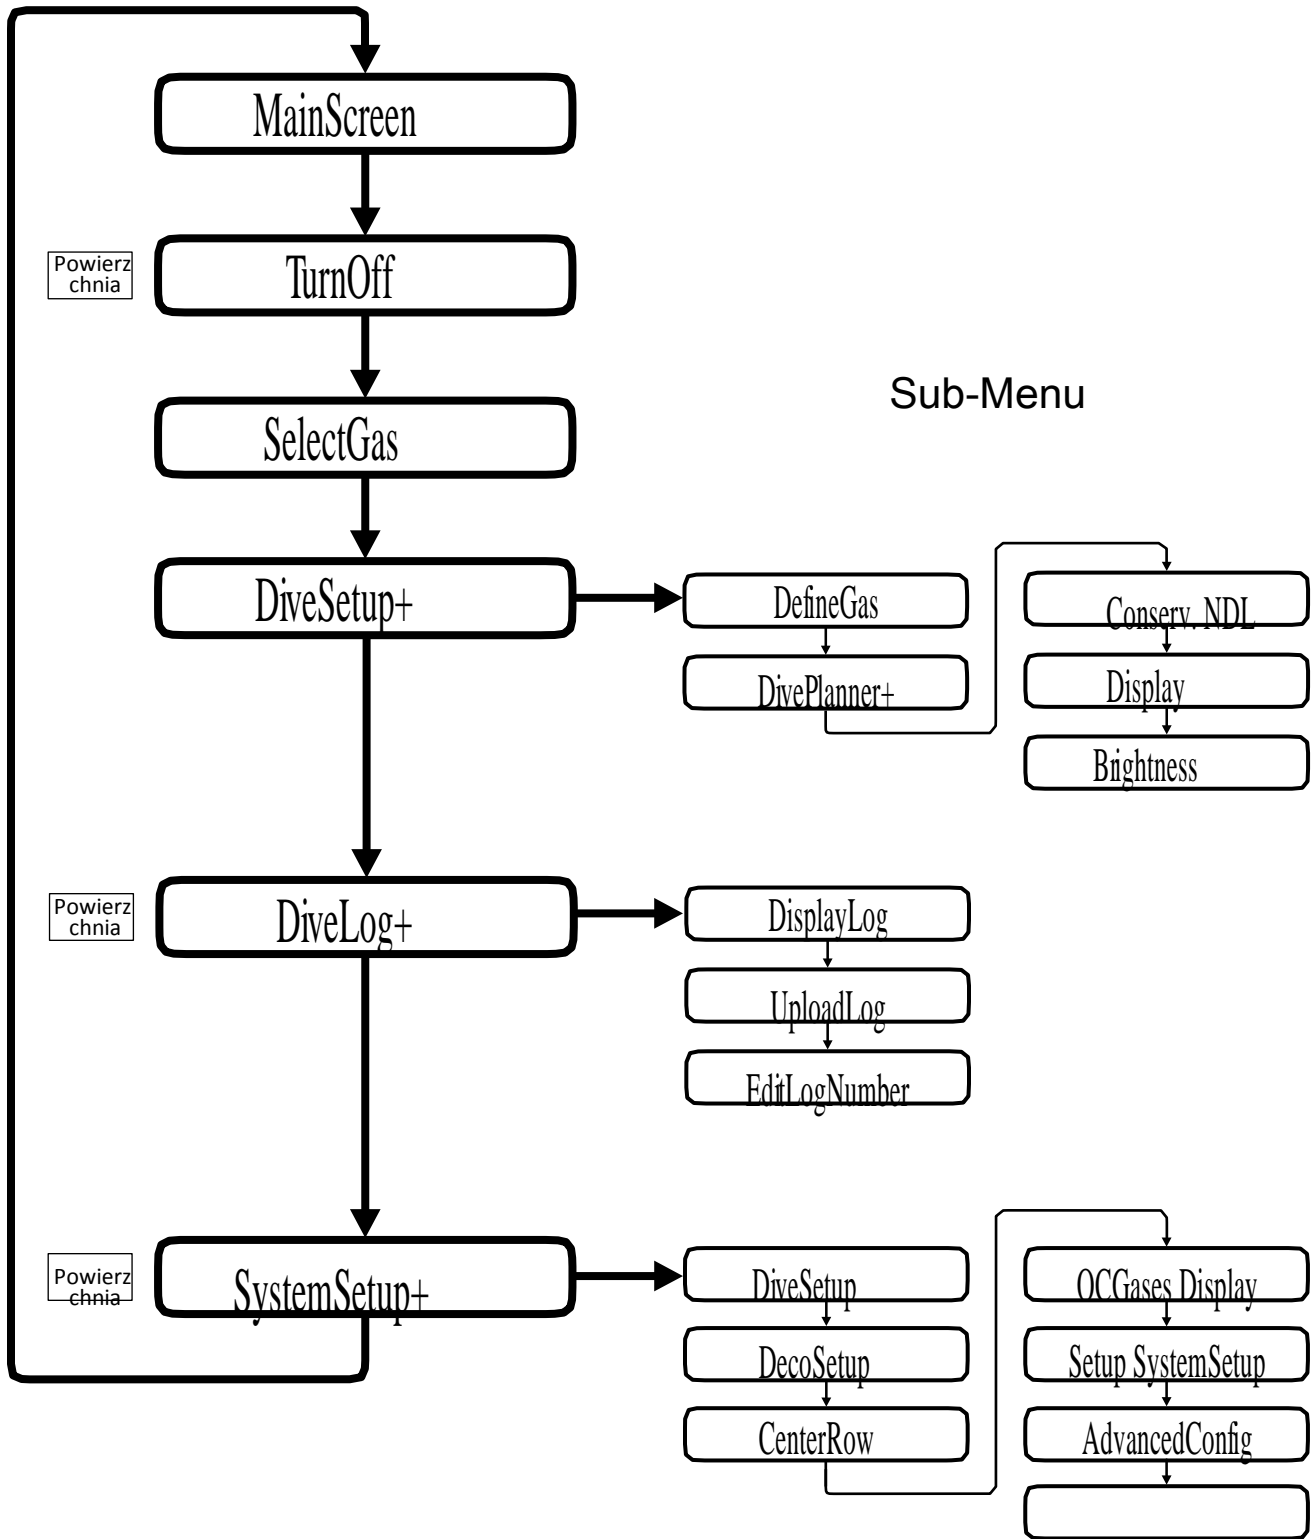 MainScreen
Powierz
chnia
TurnOff
Sub-Menu
SelectGas
DiveSetup+
DefineGas
DivePlanner+
Conserv. NDL
Display
Brightness
Powierz
chnia
DiveLog+
DisplayLog
UploadLog
EditLogNumber
Powierz
chnia
SystemSetup+
DiveSetup
DecoSetup
CenterRow
OCGases Display
Setup SystemSetup
AdvancedConfig